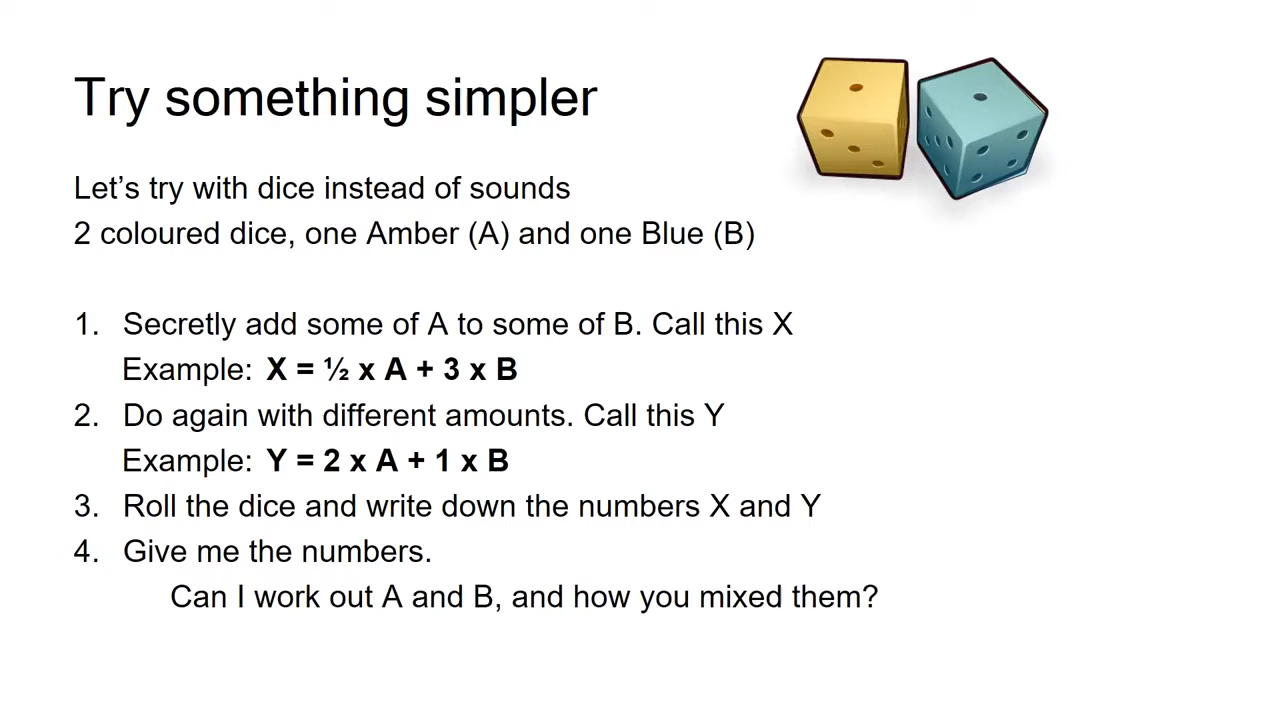 Try something simpler
Let’s try with dice instead of sounds
2 coloured dice, one Amber (A) and one Blue (B)
1. Secretly add some of A to some of B. Call this X
Example: X = ½ x A + 3 x B
2. Do again with different amounts. Call this Y
Example: Y = 2 x A + 1 x B
3. Roll the dice and write down the numbers X and Y
4. Give me the numbers.
Can I work out A and B, and how you mixed them?